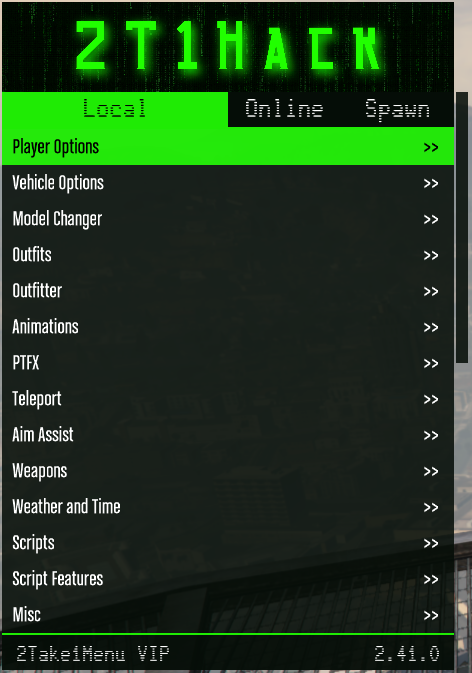 2T1HACK
Local Online Spawn
Player Options >>
Vehicle Options >>
Model Changer >>
Outfits >>
Outfitter >>
Animations >>
PTFX >>
Teleport >>
Aim Assist >>
Weapons >>
Weather and Time >>
Scripts >>
Script Features >>
Misc >>
2Take1Menu VIP 2.41.0